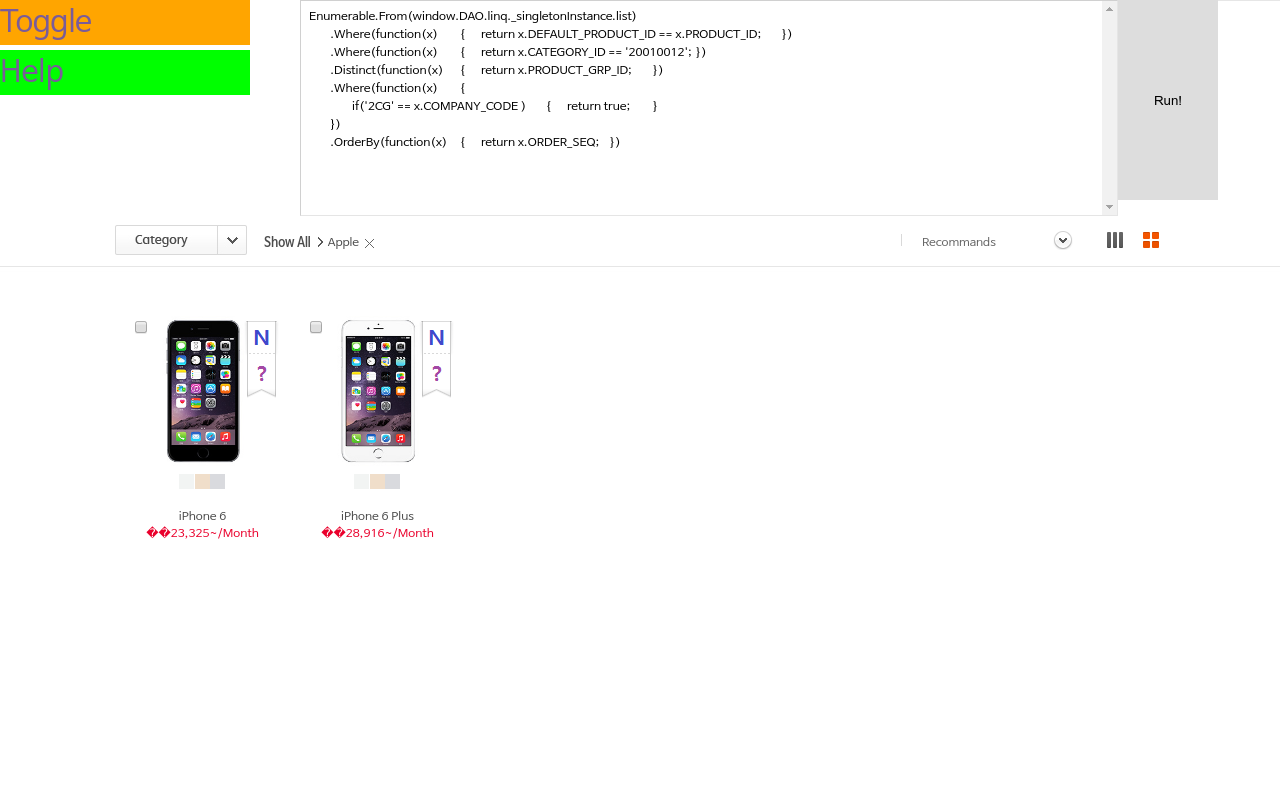 Toggle
Help
Enumerable.From(window.DAO.linq._singletonInstance.list)
.Where(function(x) { return x.DEFAULT_PRODUCT_ID == x.PRODUCT_ID; })
.Where(function(x) { return x.CATEGORY_ID == '20010012'; })
.Distinct(function(x) { return x.PRODUCT_GRP_ID; })
.Where(function(x) {
if('2CG' == x.COMPANY_CODE ) { return true; }
})
.OrderBy(function(x) { return x.ORDER_SEQ; })
Run!
Category Show All > Apple Recommands
N N
? ?
iPhone 6 iPhone 6 Plus
��23,325~/Month ��28,916~/Month